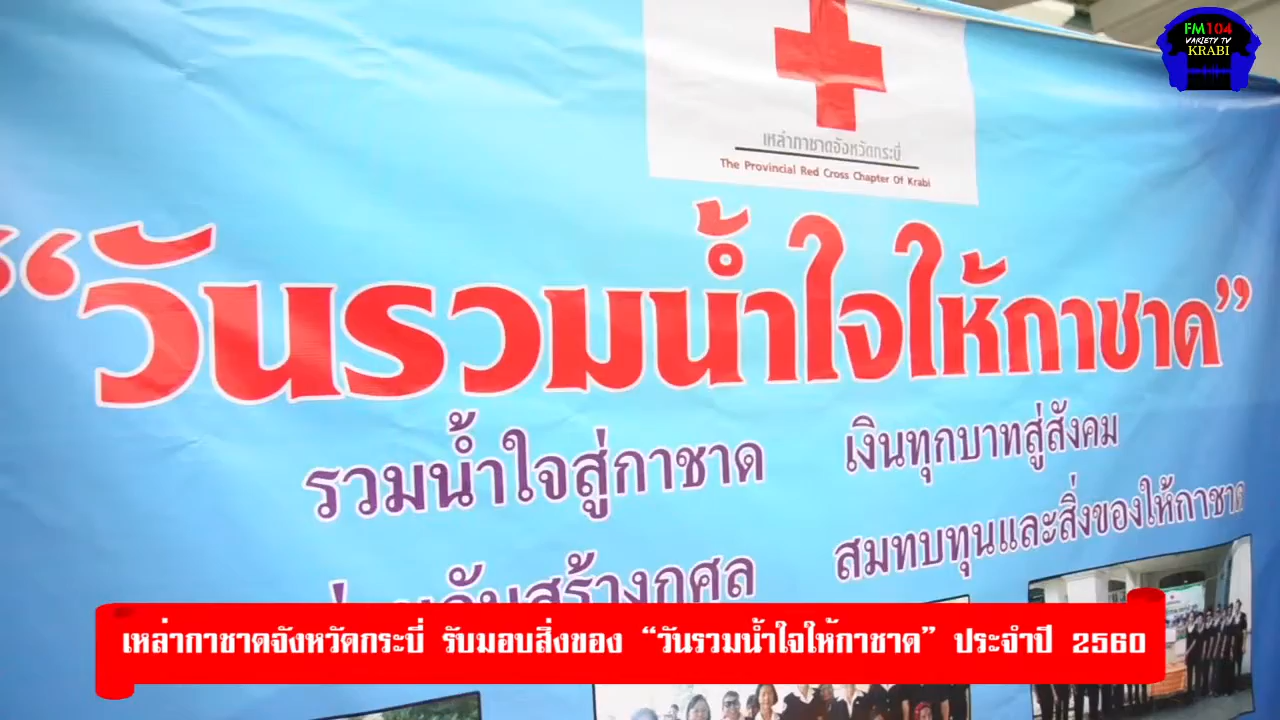 FM104
VARIETY TV
KRABI
เหล่ากาชาดจังหวัดกระบี่
The Provincial Red Cross Chapter Of Krabi
“วันรวมน้ำใจให้กาชาด”
รวมน้ำใจสู่กาชาด เงินทุกบาทสู่สังคม
สร้างกุศล สมทบทุนและสิ่งของให้กาชาด
เหล่ากาชาดจังหวัดกระบี่ รับมอบสิ่งของ “วันรวมน้ำใจให้กาชาด” ประจำปี 2560